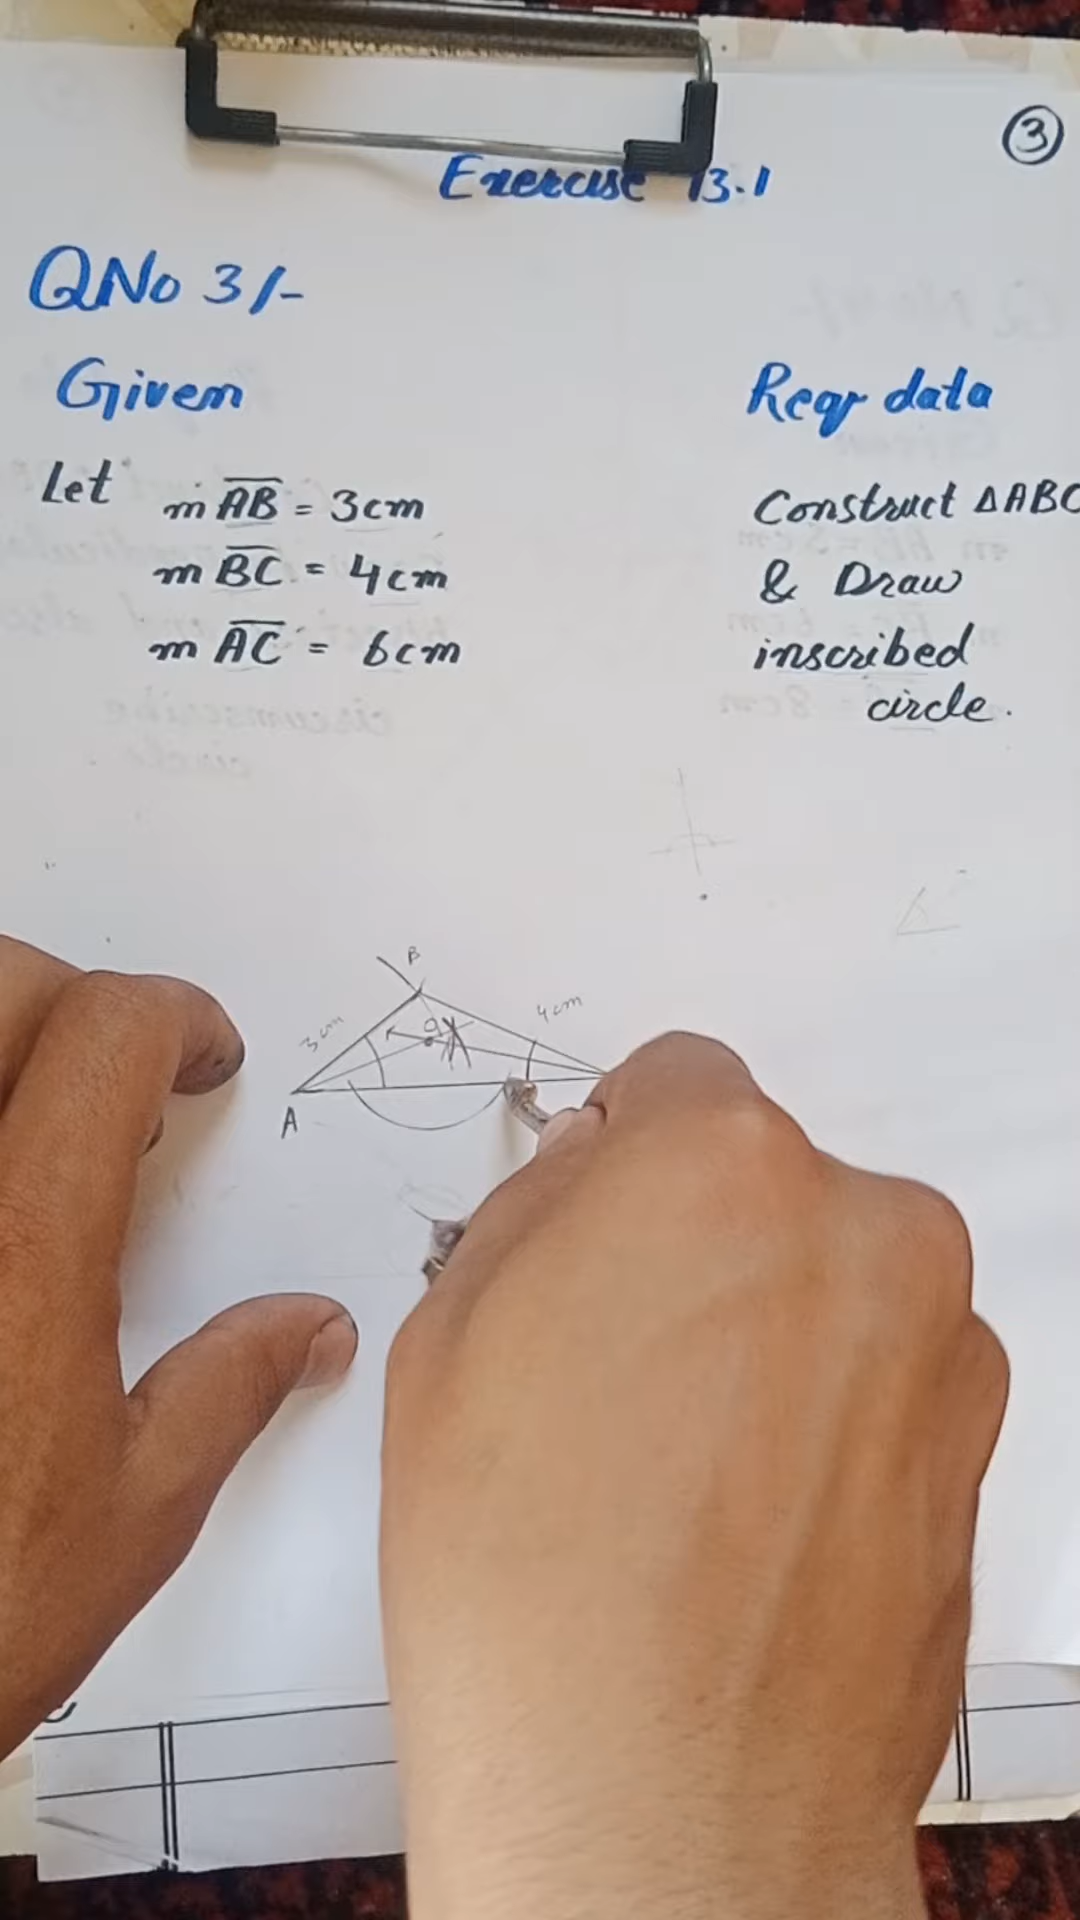 3
Exercise 13.1
QNo 3/-
Given
Reqr data
Let m AB = 3cm
m BC = 4cm
m AC = 6cm
Construct ΔABC
& Draw
inscribed
circle.
B
3cm
4cm
A